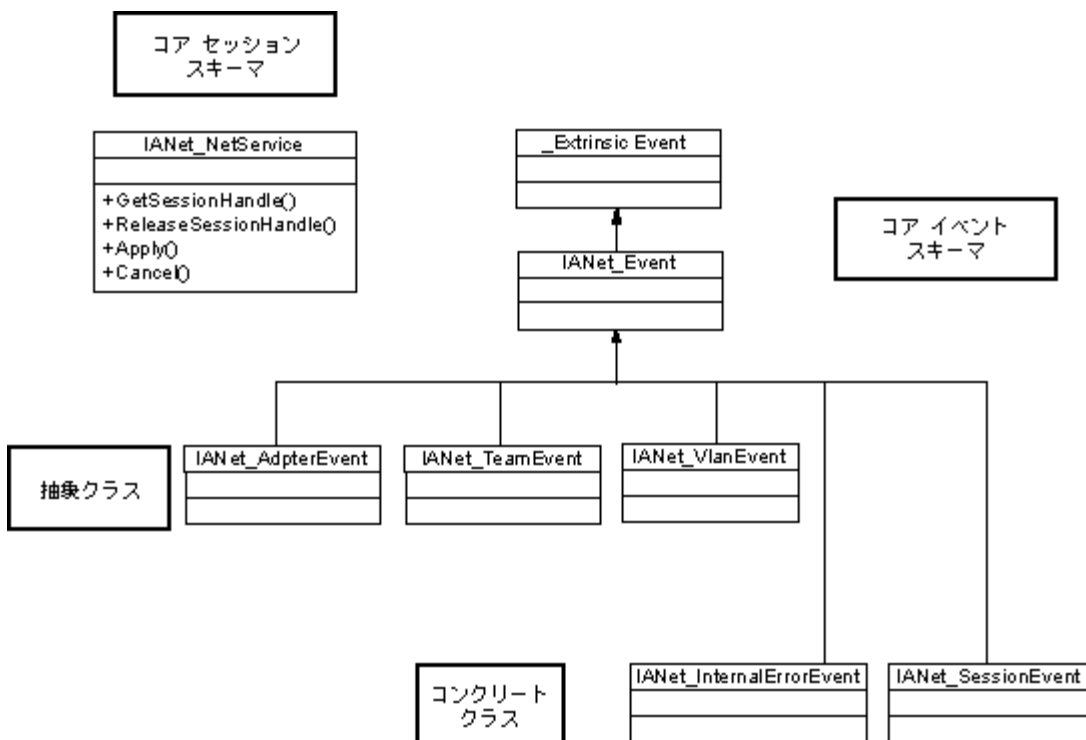 コア セッション
スキーマ
IANet_NetService
+GetSessionHandle()
+ReleaseSessionHandle()
+Apply()
+Cancel()
_Extrinsic Event
IANet_Event
コア イベント
スキーマ
抽象クラス
IANet_AdpterEvent
IANet_TeamEvent
IANet_VlanEvent
コンクリート
クラス
IANet_InternalErrorEvent
IANet_SessionEvent